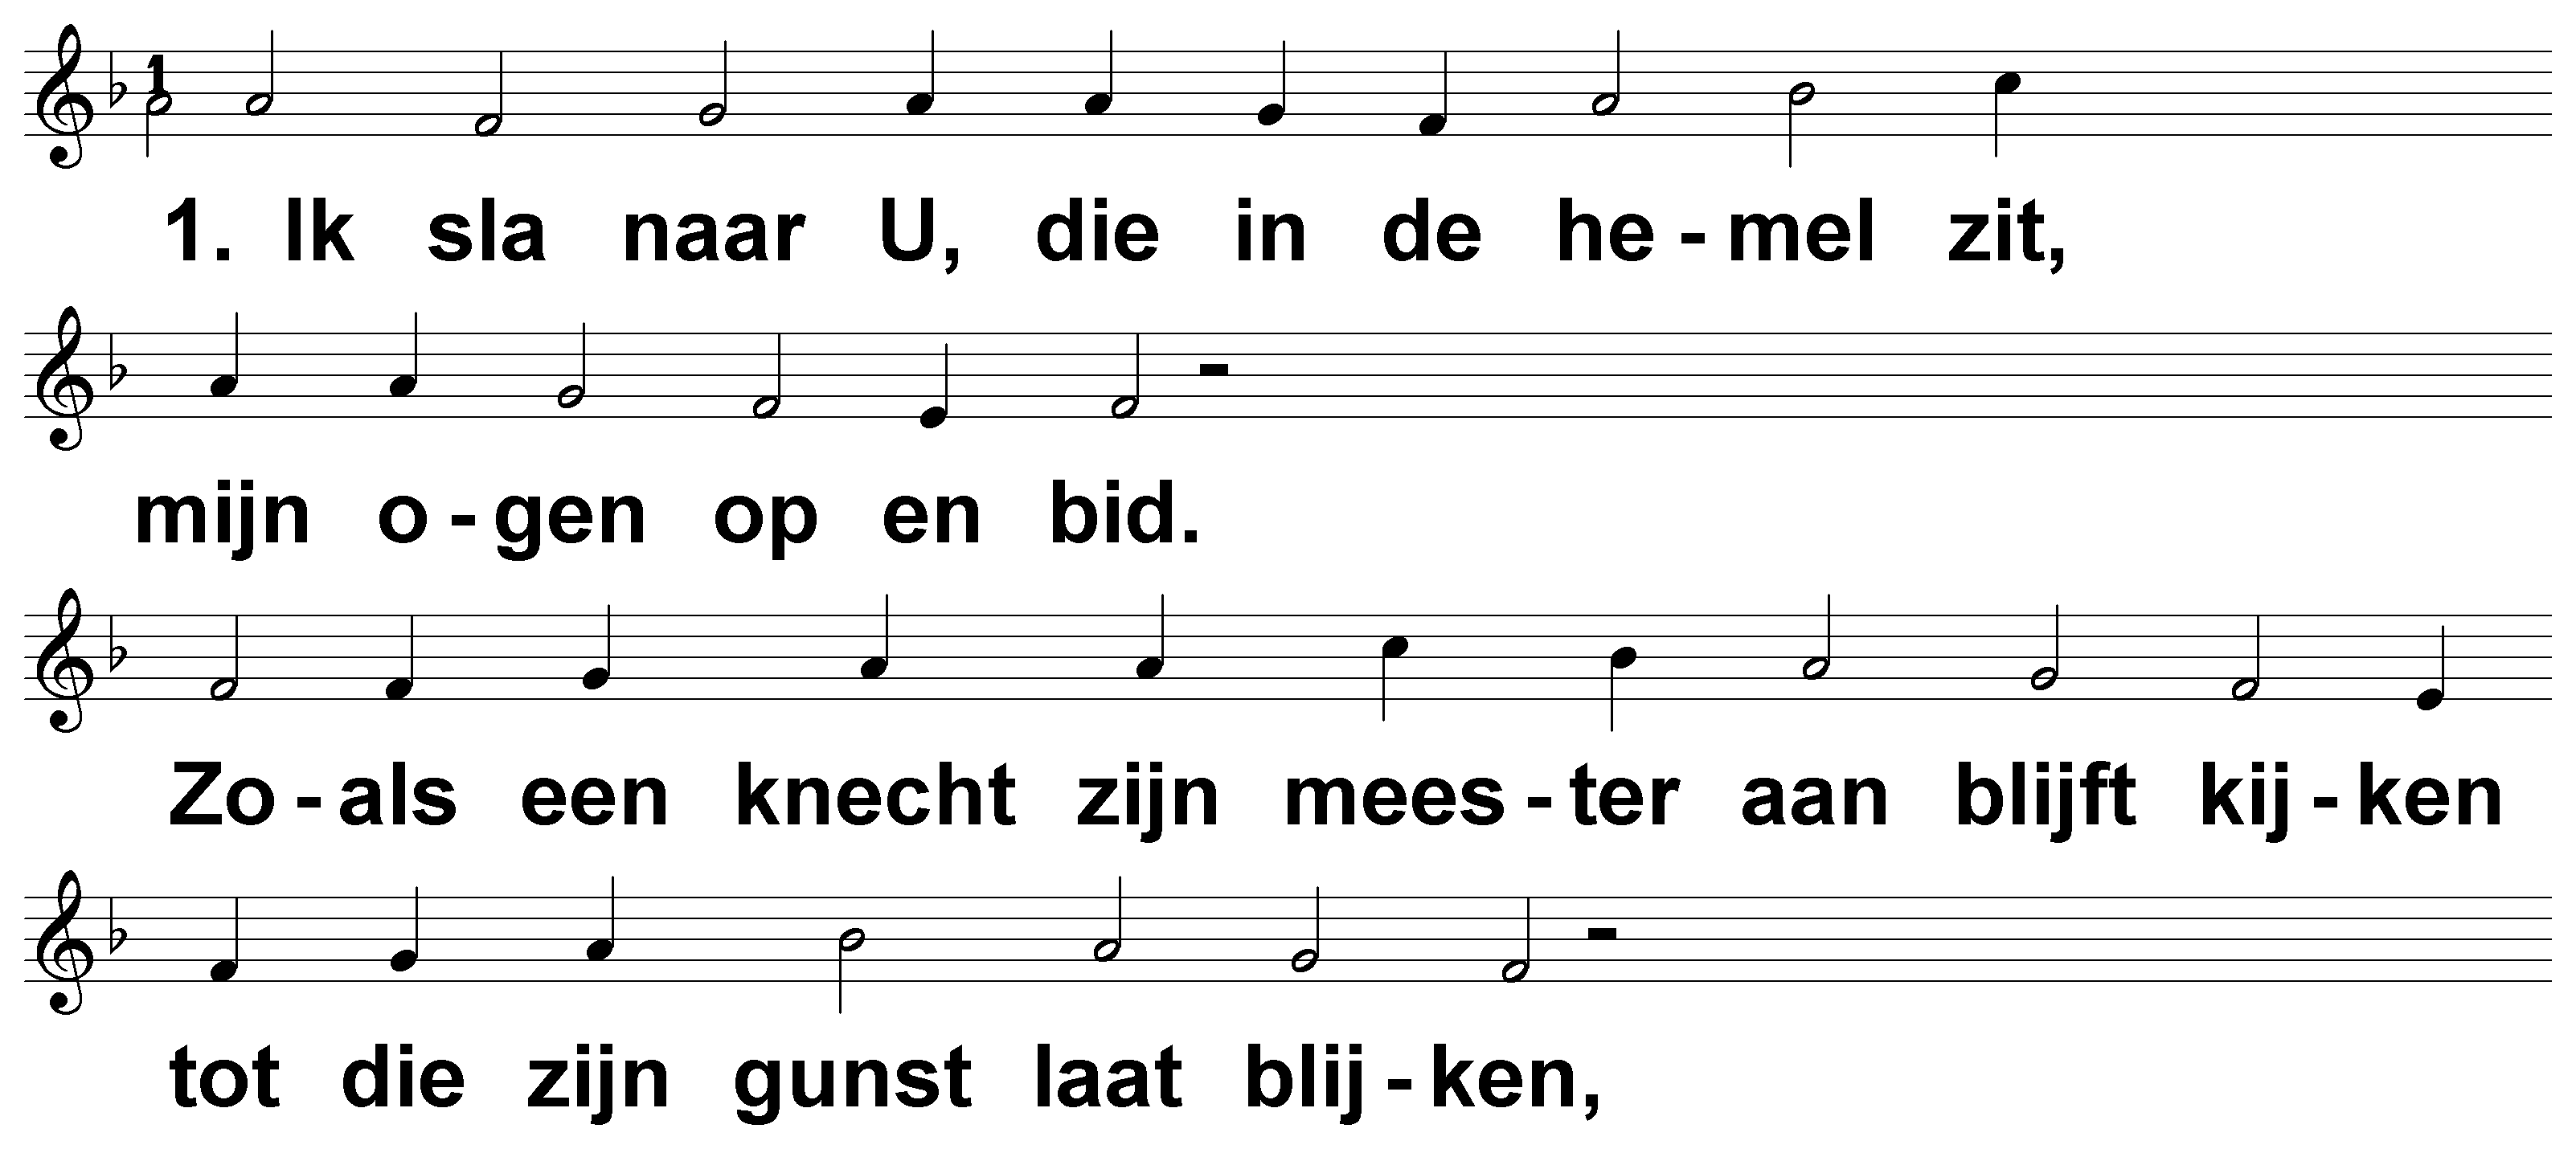 1. Ik sla naar U, die in de he - mel zit,
mijn o - gen op en bid.
Zo - als een knecht zijn mees - ter aan blijft kij - ken
tot die zijn gunst laat blij - ken,